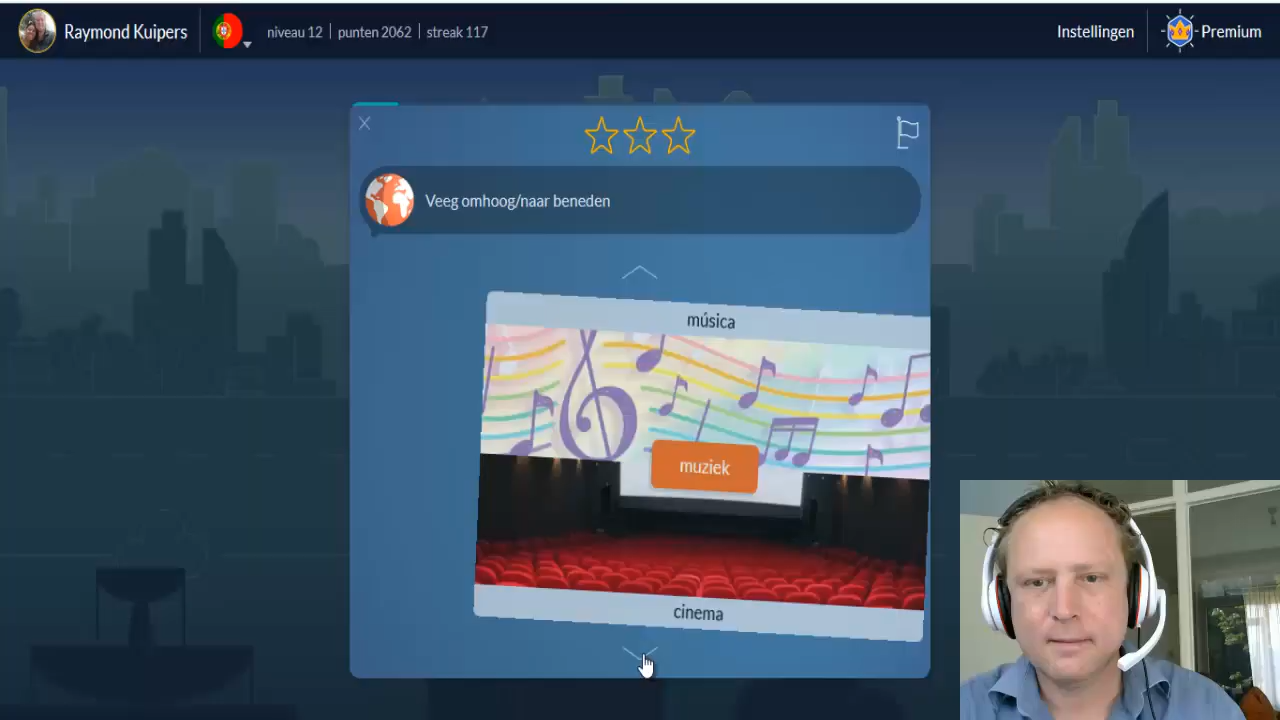 Raymond Kuipers
niveau 12 | punten 2062 | streak 117
Instellingen
Premium
X
Veeg omhoog/naar beneden
música
muziek
cinema